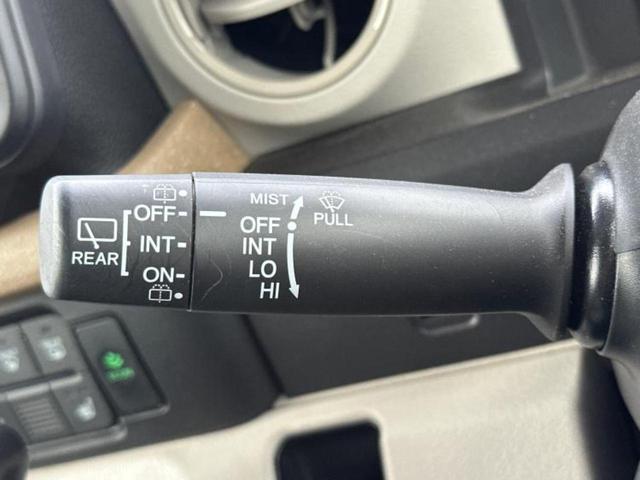 REAR
OFF
INT
ON
MIST
OFF
INT
LO
HI
PULL